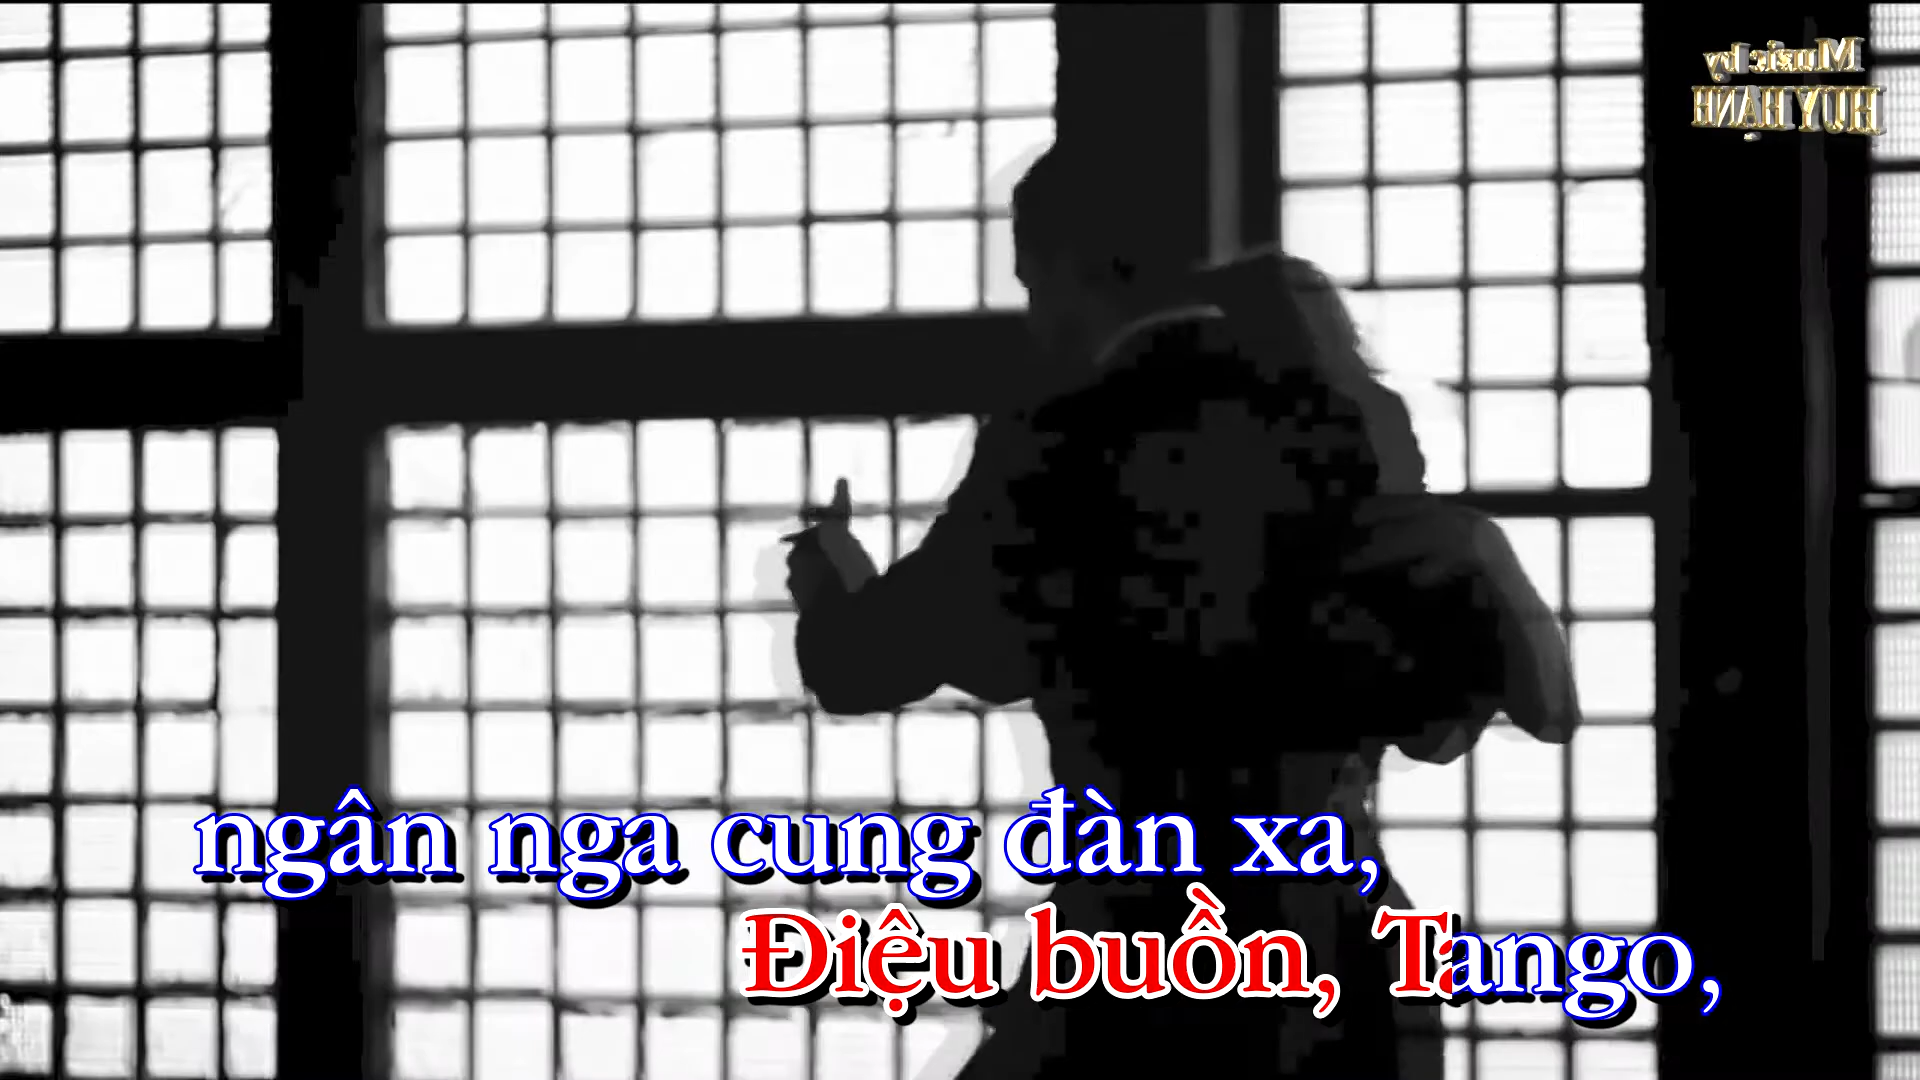 Music by
HUY HẠNH
ngân nga cung đàn xa,
Điệu buồn, Tango,